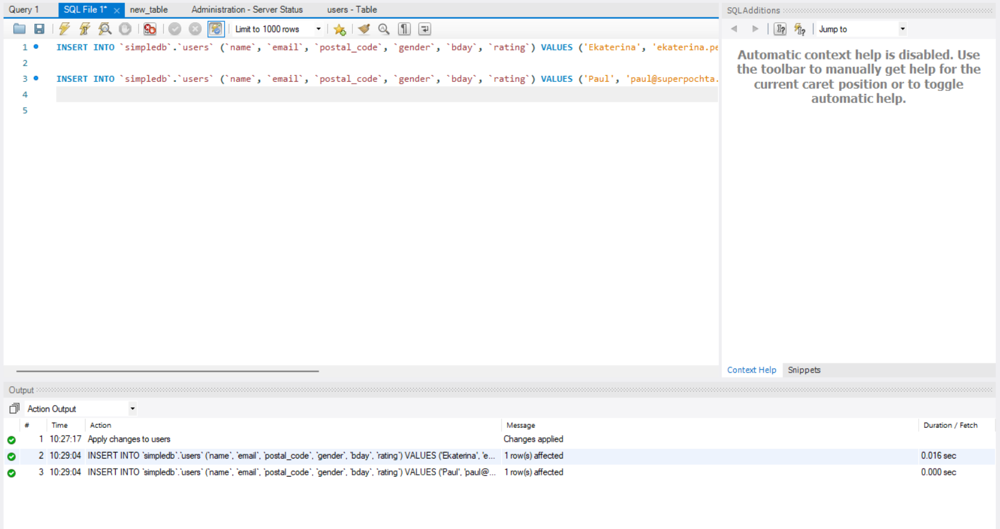 Query 1 SQL File 1* new_table Administration - Server Status users - Table
Limit to 1000 rows
1 INSERT INTO `simpledb`.`users` (`name`, `email`, `postal_code`, `gender`, `bday`, `rating`) VALUES ('Ekaterina', 'ekaterina.pe
2
3 INSERT INTO `simpledb`.`users` (`name`, `email`, `postal_code`, `gender`, `bday`, `rating`) VALUES ('Paul', 'paul@superpochta.
4
5
SQLAdditions
Jump to
Automatic context help is disabled. Use
the toolbar to manually get help for the
current caret position or to toggle
automatic help.
Context Help Snippets
Output
Action Output
# Time Action Message Duration / Fetch
1 10:27:17 Apply changes to users Changes applied
2 10:29:04 INSERT INTO `simpledb`.`users` (`name`, `email`, `postal_code`, `gender`, `bday`, `rating`) VALUES ('Ekaterina', 'e... 1 row(s) affected 0.016 sec
3 10:29:04 INSERT INTO `simpledb`.`users` (`name`, `email`, `postal_code`, `gender`, `bday`, `rating`) VALUES ('Paul', 'paul@... 1 row(s) affected 0.000 sec